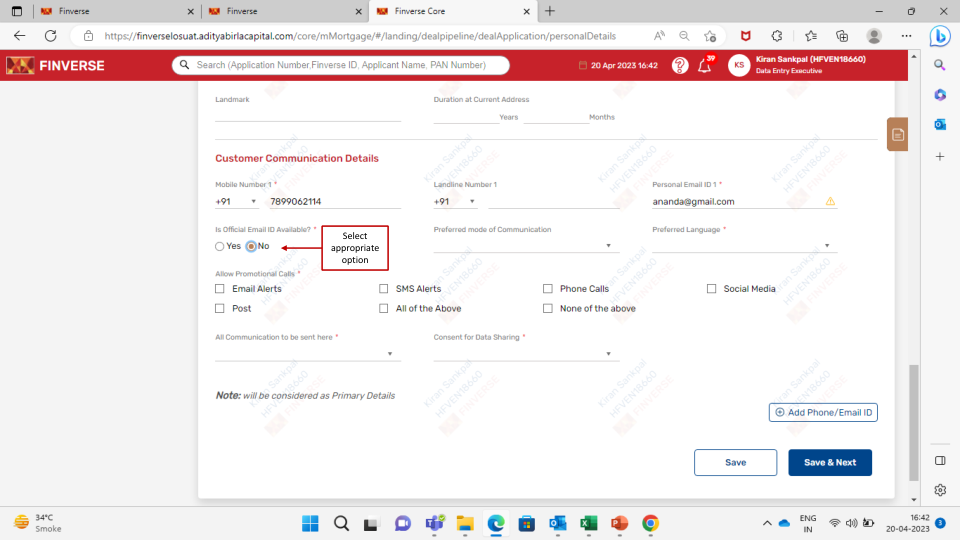 Finverse
Finverse
Finverse Core
https://finverselosuat.adityabirlacapital.com/core/mMortgage/#/landing/dealpipeline/dealApplication/personalDetails
FINVERSE
Search (Application Number,Finverse ID, Applicant Name, PAN Number)
20 Apr 2023 16:42
39
KS
Kiran Sankpal (HFVEN18660)
Data Entry Executive
Landmark
Duration at Current Address
Years
Months
Customer Communication Details
Mobile Number 1 *
Landline Number 1
Personal Email ID 1 *
+91
7899062114
+91
ananda@gmail.com
Is Official Email ID Available? *
Preferred mode of Communication
Preferred Language *
Yes
No
Select
appropriate
option
Allow Promotional Calls *
Email Alerts
SMS Alerts
Phone Calls
Social Media
Post
All of the Above
None of the above
All Communication to be sent here *
Consent for Data Sharing *
Note: will be considered as Primary Details
Add Phone/Email ID
Save
Save & Next
Kiran Sankpal
HFVEN18660
FINVERSE
34°C
Smoke
ENG
IN
16:42
20-04-2023
3